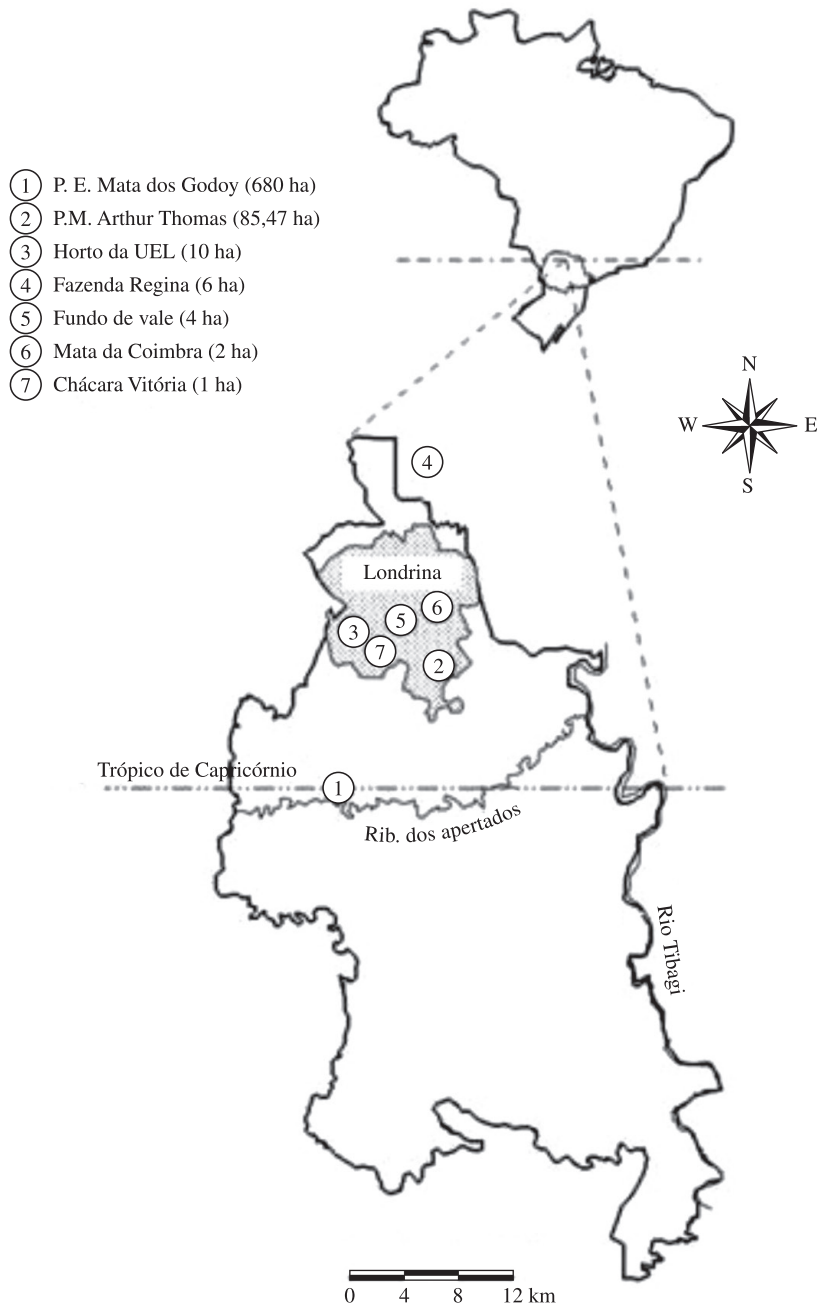 1 P. E. Mata dos Godoy (680 ha)
2 P.M. Arthur Thomas (85,47 ha)
3 Horto da UEL (10 ha)
4 Fazenda Regina (6 ha)
5 Fundo de vale (4 ha)
6 Mata da Coimbra (2 ha)
7 Chácara Vitória (1 ha)
N
W E
S
4
Londrina
6
5
3
7
2
Trópico de Capricórnio
1
Rib. dos apertados
Rio Tibagi
0 4 8 12 km